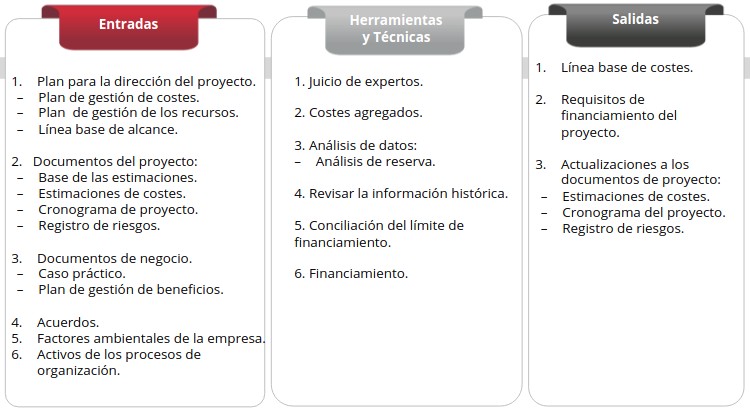 Entradas
1. Plan para la dirección del proyecto.
– Plan de gestión de costes.
– Plan de gestión de los recursos.
– Línea base de alcance.
2. Documentos del proyecto:
– Base de las estimaciones.
– Estimaciones de costes.
– Cronograma de proyecto.
– Registro de riesgos.
3. Documentos de negocio.
– Caso práctico.
– Plan de gestión de beneficios.
4. Acuerdos.
5. Factores ambientales de la empresa.
6. Activos de los procesos de
organización.
Herramientas
y Técnicas
1. Juicio de expertos.
2. Costes agregados.
3. Análisis de datos:
– Análisis de reserva.
4. Revisar la información histórica.
5. Conciliación del límite de
financiamiento.
6. Financiamiento.
Salidas
1. Línea base de costes.
2. Requisitos de
financiamiento del
proyecto.
3. Actualizaciones a los
documentos de proyecto:
– Estimaciones de costes.
– Cronograma del proyecto.
– Registro de riesgos.